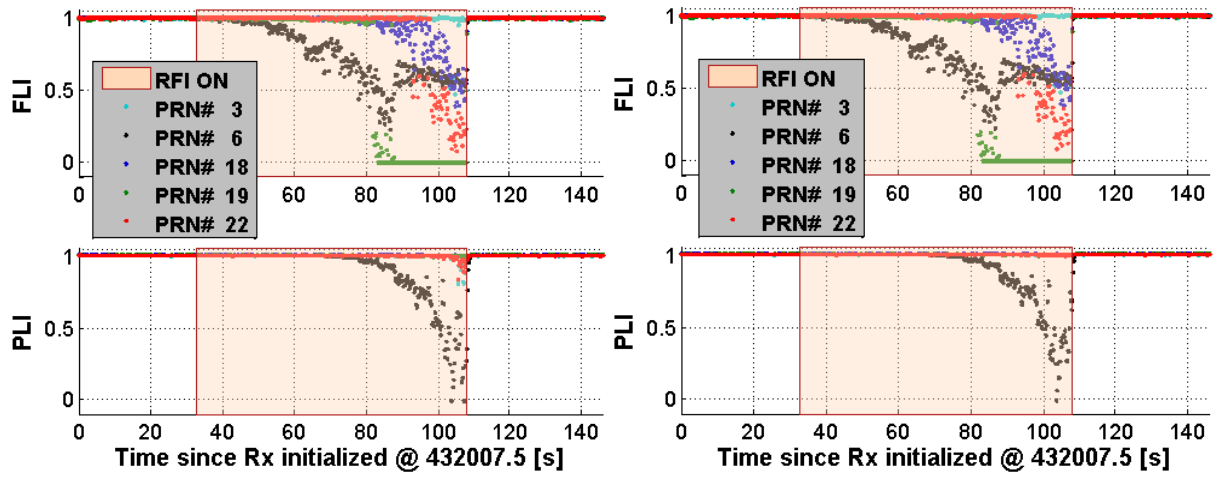 1
0.5
0
FLI
RFI ON
PRN# 3
PRN# 6
PRN# 18
PRN# 19
PRN# 22
0 20 40 60 80 100 120 140
1
0.5
0
PLI
0 20 40 60 80 100 120 140
Time since Rx initialized @ 432007.5 [s]
1
0.5
0
FLI
RFI ON
PRN# 3
PRN# 6
PRN# 18
PRN# 19
PRN# 22
0 20 40 60 80 100 120 140
1
0.5
0
PLI
0 20 40 60 80 100 120 140
Time since Rx initialized @ 432007.5 [s]